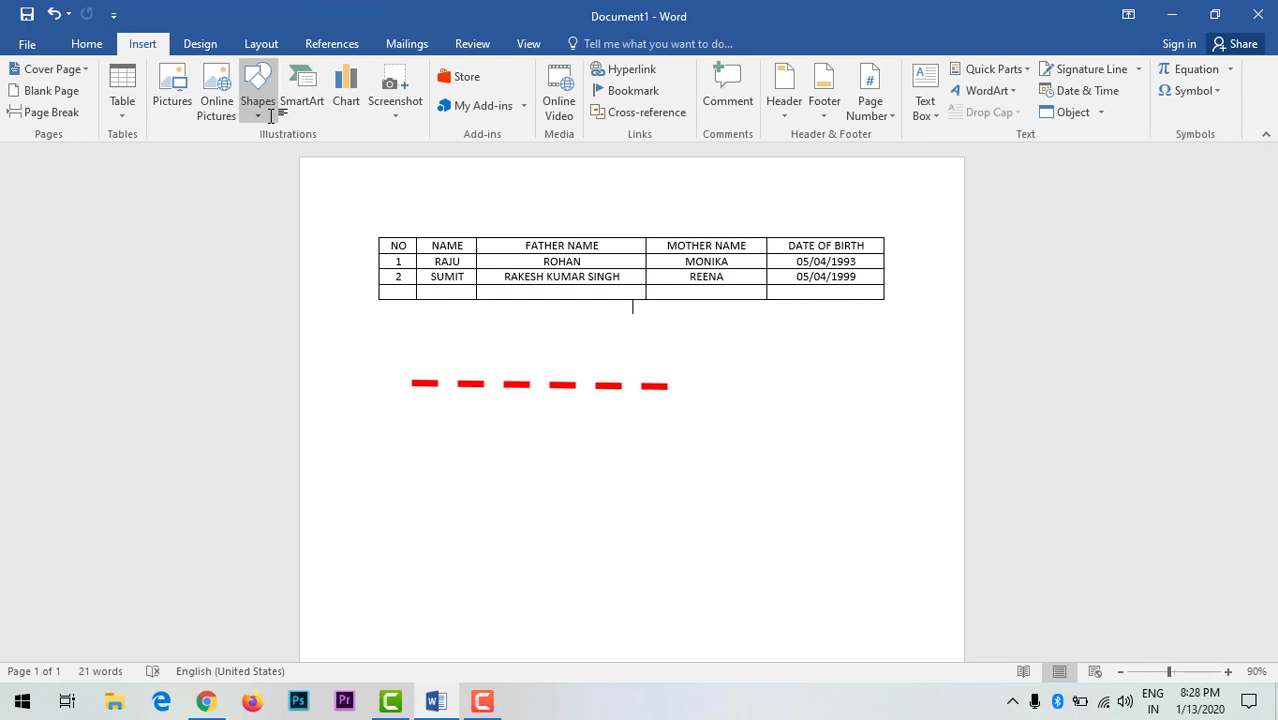 Document1 - Word
File Home Insert Design Layout References Mailings Review View Tell me what you want to do... Sign in Share
Cover Page
Blank Page
Page Break
Pages
Table
Tables
Pictures
Online Pictures
Shapes
SmartArt
Chart
Screenshot
Illustrations
Store
My Add-ins
Add-ins
Online Video
Media
Hyperlink
Bookmark
Cross-reference
Links
Comment
Comments
Header
Footer
Page Number
Header & Footer
Text Box
Quick Parts
WordArt
Drop Cap
Signature Line
Date & Time
Object
Text
Equation
Symbol
Symbols
NO NAME FATHER NAME MOTHER NAME DATE OF BIRTH
1 RAJU ROHAN MONIKA 05/04/1993
2 SUMIT RAKESH KUMAR SINGH REENA 05/04/1999
Page 1 of 1 21 words English (United States) 90%
Ps Pr
ENG
IN
8:28 PM
1/13/2020